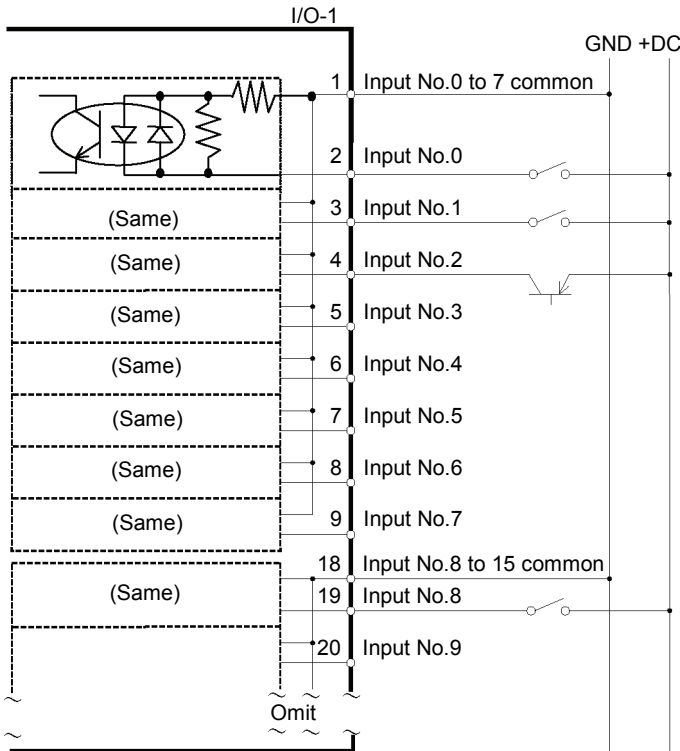 I/O-1
GND +DC
1 Input No.0 to 7 common
2 Input No.0
(Same) 3 Input No.1
(Same) 4 Input No.2
(Same) 5 Input No.3
(Same) 6 Input No.4
(Same) 7 Input No.5
(Same) 8 Input No.6
(Same) 9 Input No.7
18 Input No.8 to 15 common
(Same) 19 Input No.8
20 Input No.9
Omit